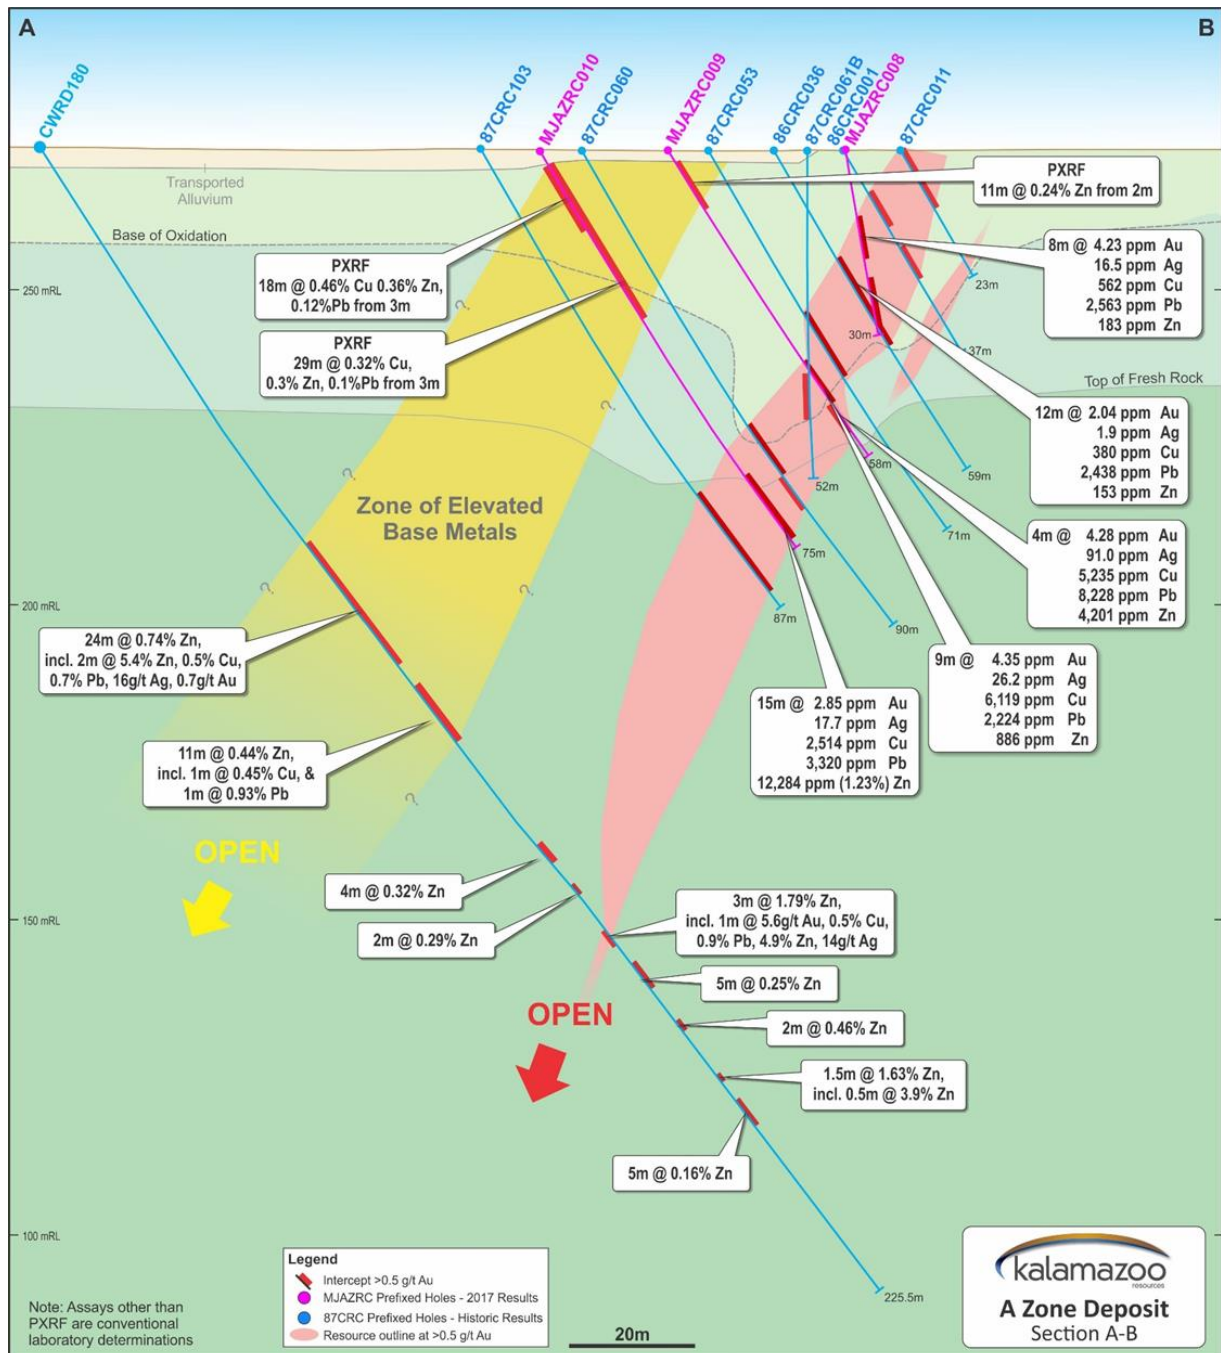 A
B
CWRD180
87CRC103
MJAZRC010
87CRC060
MJAZRC009
87CRC053
86CRC036
87CRC061B
86CRC001
MJAZRC008
87CRC011
Transported
Alluvium
Base of Oxidation
PXRF
11m @ 0.24% Zn from 2m
PXRF
18m @ 0.46% Cu 0.36% Zn,
0.12%Pb from 3m
8m @ 4.23 ppm Au
16.5 ppm Ag
562 ppm Cu
2,563 ppm Pb
183 ppm Zn
250 mRL
23m
30m
37m
PXRF
29m @ 0.32% Cu,
0.3% Zn, 0.1%Pb from 3m
Top of Fresh Rock
?
?
?
?
?
?
12m @ 2.04 ppm Au
1.9 ppm Ag
380 ppm Cu
2,438 ppm Pb
153 ppm Zn
58m
59m
52m
71m
75m
87m
90m
Zone of Elevated
Base Metals
4m @ 4.28 ppm Au
91.0 ppm Ag
5,235 ppm Cu
8,228 ppm Pb
4,201 ppm Zn
200 mRL
24m @ 0.74% Zn,
incl. 2m @ 5.4% Zn, 0.5% Cu,
0.7% Pb, 16g/t Ag, 0.7g/t Au
9m @ 4.35 ppm Au
26.2 ppm Ag
6,119 ppm Cu
2,224 ppm Pb
886 ppm Zn
15m @ 2.85 ppm Au
17.7 ppm Ag
2,514 ppm Cu
3,320 ppm Pb
12,284 ppm (1.23%) Zn
11m @ 0.44% Zn,
incl. 1m @ 0.45% Cu, &
1m @ 0.93% Pb
OPEN
4m @ 0.32% Zn
2m @ 0.29% Zn
150 mRL
3m @ 1.79% Zn,
incl. 1m @ 5.6g/t Au, 0.5% Cu,
0.9% Pb, 4.9% Zn, 14g/t Ag
5m @ 0.25% Zn
OPEN
2m @ 0.46% Zn
1.5m @ 1.63% Zn,
incl. 0.5m @ 3.9% Zn
5m @ 0.16% Zn
100 mRL
225.5m
Legend
Intercept >0.5 g/t Au
MJAZRC Prefixed Holes - 2017 Results
87CRC Prefixed Holes - Historic Results
Resource outline at >0.5 g/t Au
Note: Assays other than
PXRF are conventional
laboratory determinations
20m
kalamazoo
resources
A Zone Deposit
Section A-B